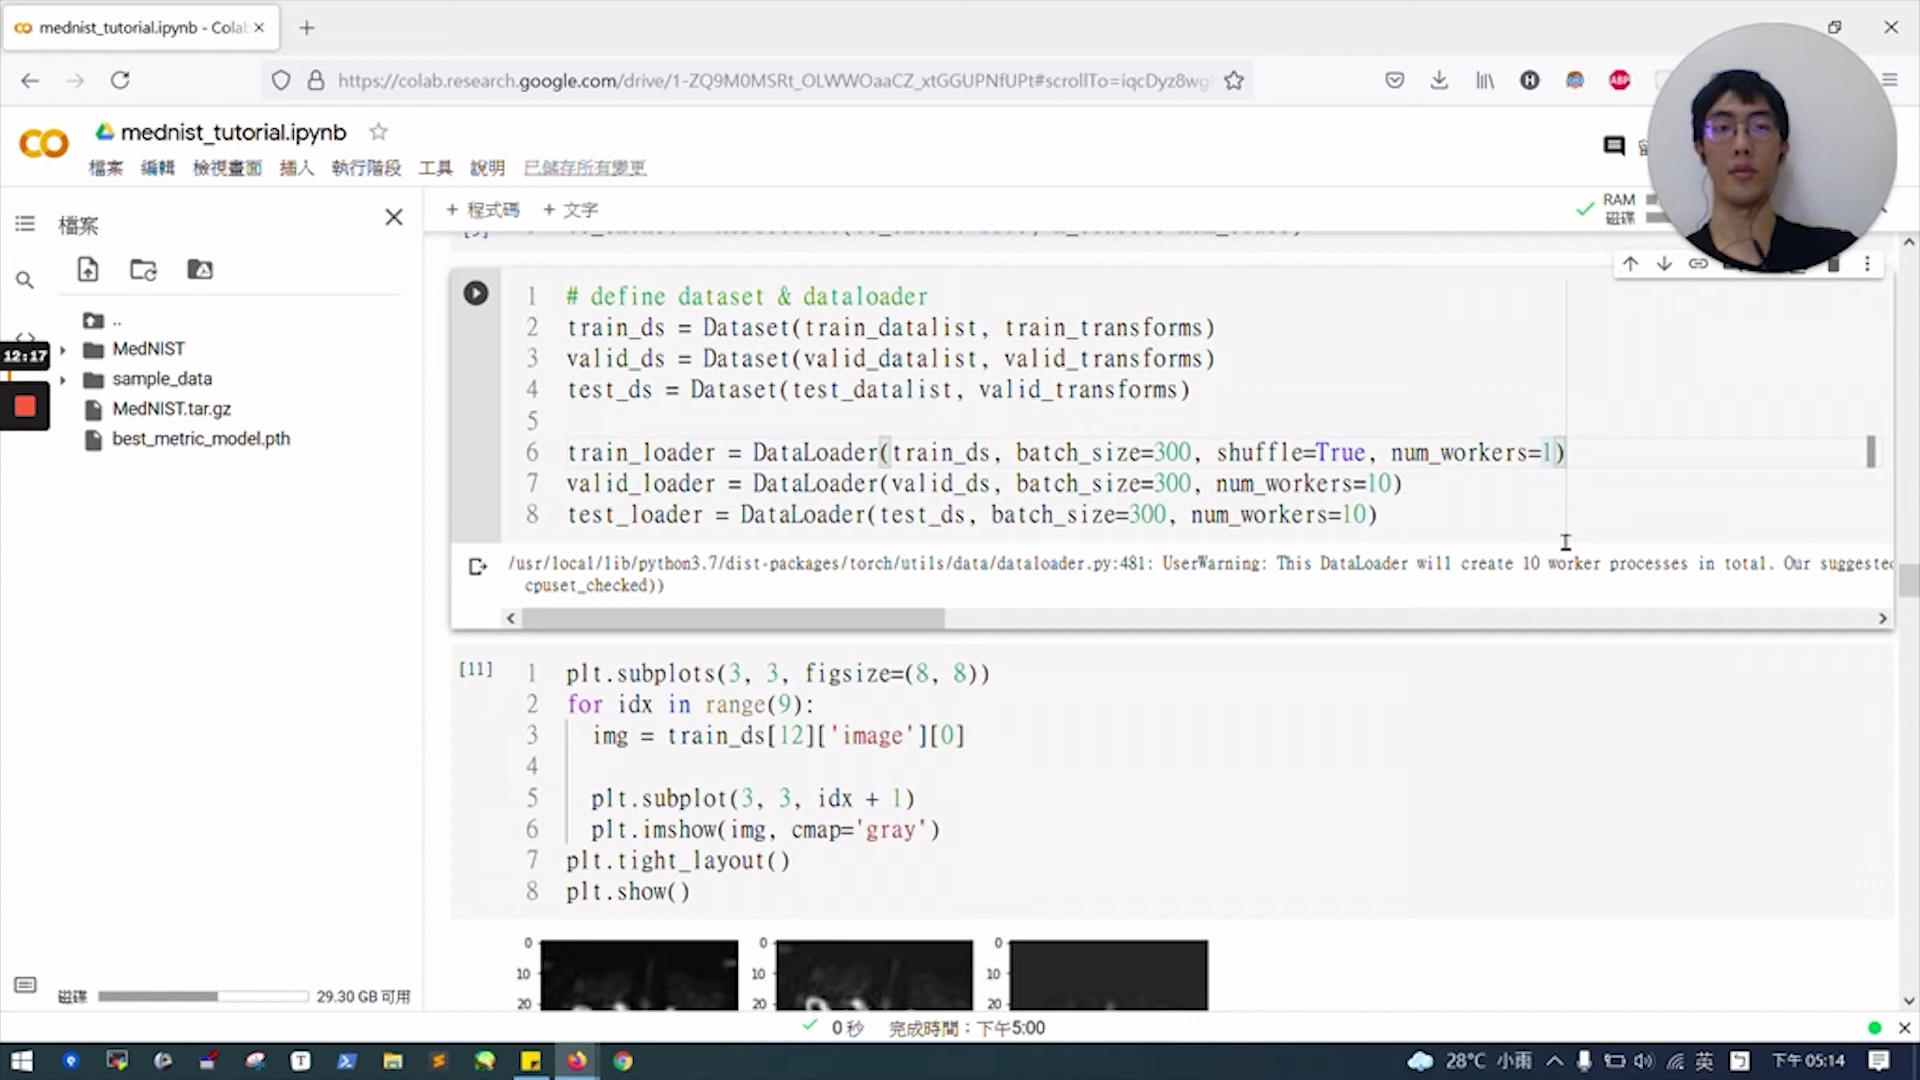 mednist_tutorial.ipynb - Colab
https://colab.research.google.com/drive/1-ZQ9M0MSRt_OLWWOaaCZ_xtGGUPNfUPt#scrollTo=iqcDyz8wg
ABP
mednist_tutorial.ipynb
檔案 編輯 檢視畫面 插入 執行階段 工具 說明 已儲存所有變更
檔案
+ 程式碼 + 文字
RAM
磁碟
..
MedNIST
sample_data
MedNIST.tar.gz
best_metric_model.pth
12:17
1 # define dataset & dataloader
2 train_ds = Dataset(train_datalist, train_transforms)
3 valid_ds = Dataset(valid_datalist, valid_transforms)
4 test_ds = Dataset(test_datalist, valid_transforms)
5
6 train_loader = DataLoader(train_ds, batch_size=300, shuffle=True, num_workers=1)
7 valid_loader = DataLoader(valid_ds, batch_size=300, num_workers=10)
8 test_loader = DataLoader(test_ds, batch_size=300, num_workers=10)
/usr/local/lib/python3.7/dist-packages/torch/utils/data/dataloader.py:481: UserWarning: This DataLoader will create 10 worker processes in total. Our suggested
cpuset_checked))
[11]
1 plt.subplots(3, 3, figsize=(8, 8))
2 for idx in range(9):
3 img = train_ds[12]['image'][0]
4
5 plt.subplot(3, 3, idx + 1)
6 plt.imshow(img, cmap='gray')
7 plt.tight_layout()
8 plt.show()
0 0 0
10 10 10
20 20 20
磁碟 29.30 GB 可用
0 秒 完成時間：下午5:00
28°C 小雨 英 下午 05:14